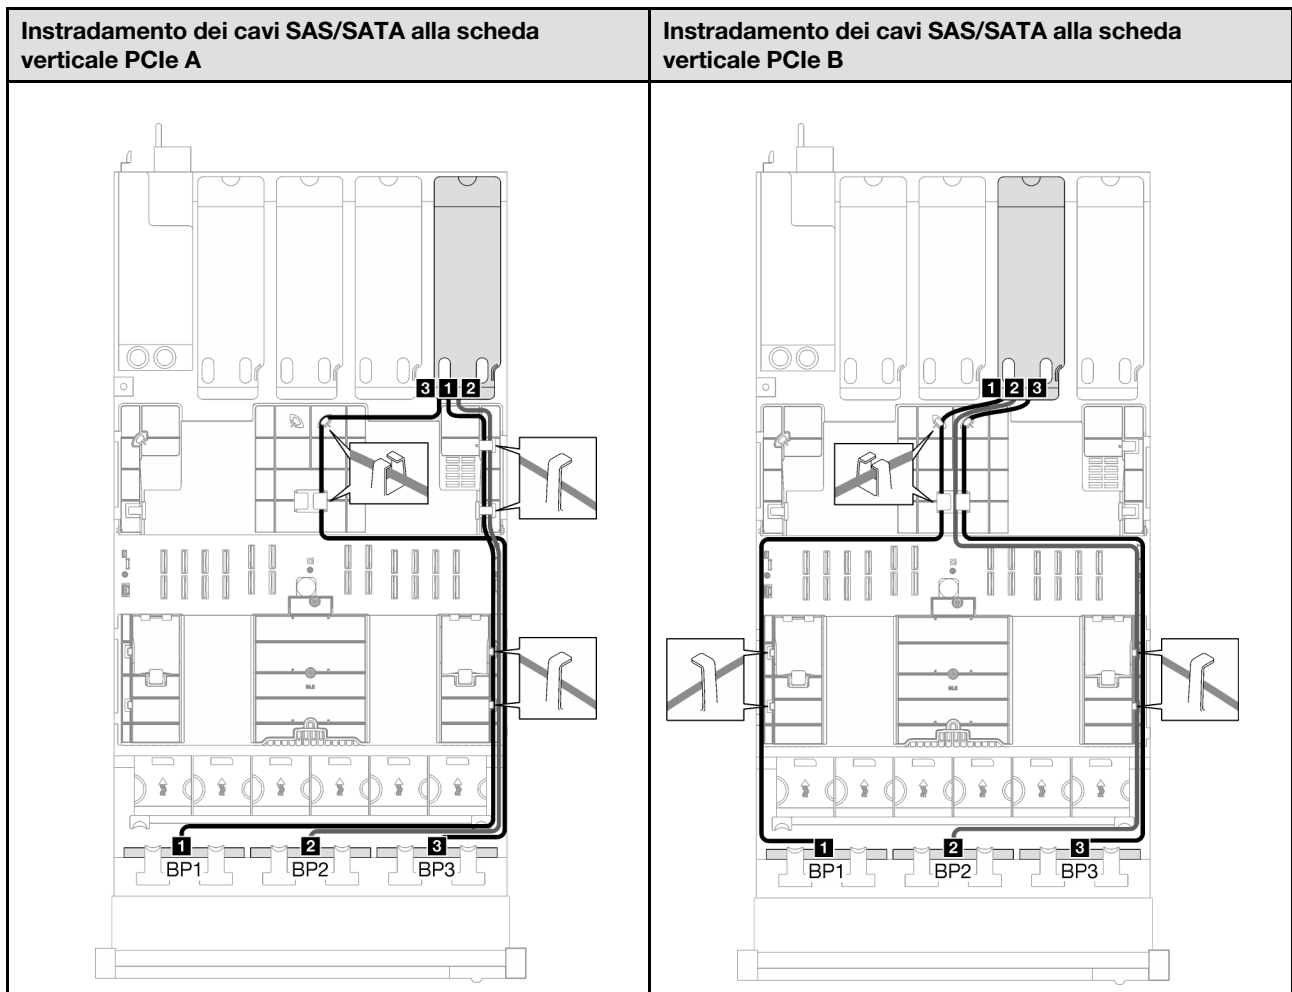 Instradamento dei cavi SAS/SATA alla scheda
verticale PCIe A
Instradamento dei cavi SAS/SATA alla scheda
verticale PCIe B
3 1 2
1 2 3
1 2 3
BP1 BP2 BP3
1 2 3
BP1 BP2 BP3